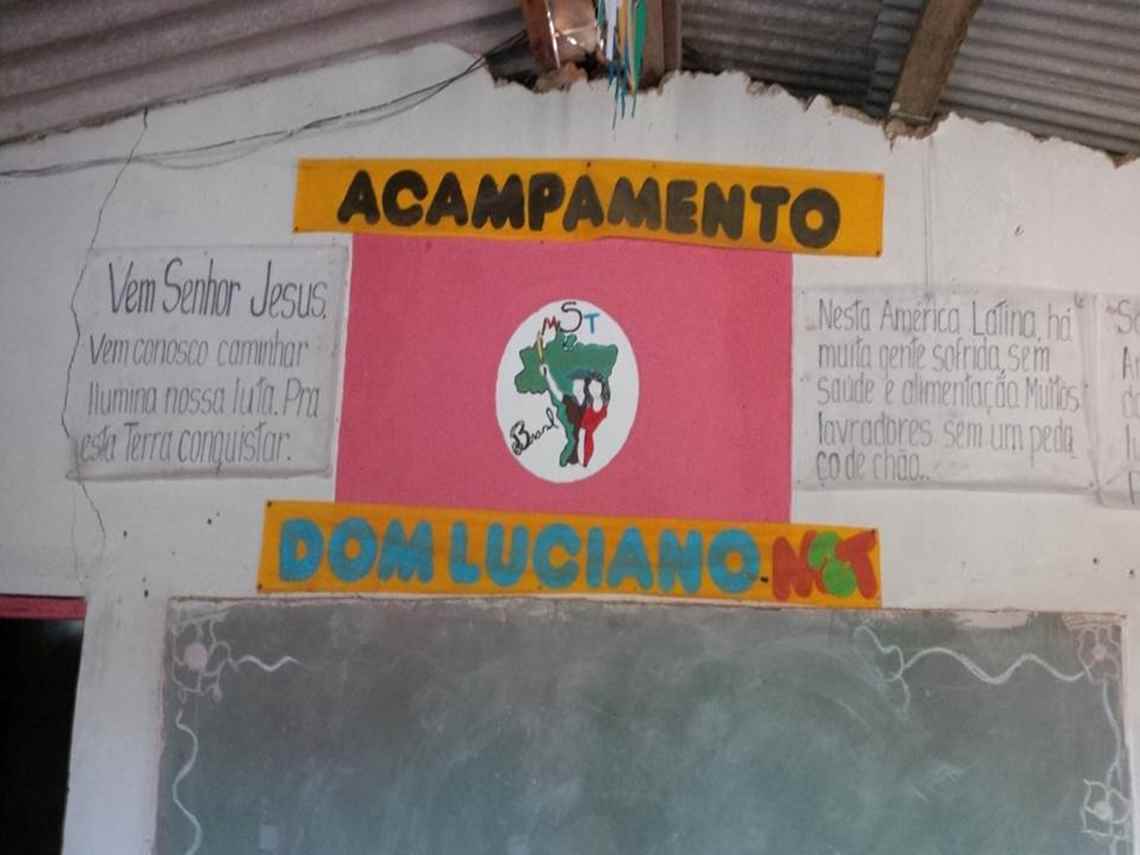 ACAMPAMENTO
Vem Senhor Jesus.
Vem conosco caminhar
Ilumina nossa luta. Pra
esta Terra conquistar.
MST
Brasil
Nesta América Latina, há
muita gente sofrida, sem
saúde e alimentação. Muitos
lavradores sem um peda
ço de chão..
DOM LUCIANO. MST